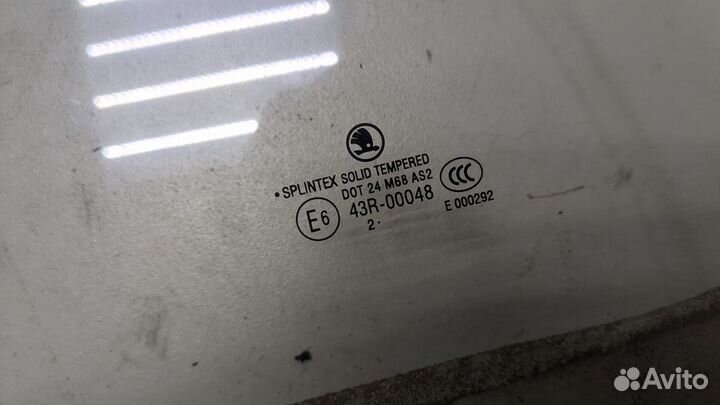 • SPLINTEX SOLID TEMPERED
DOT 24 M68 AS2
E6 43R-00048
2 •
CCC
E 000292
Avito